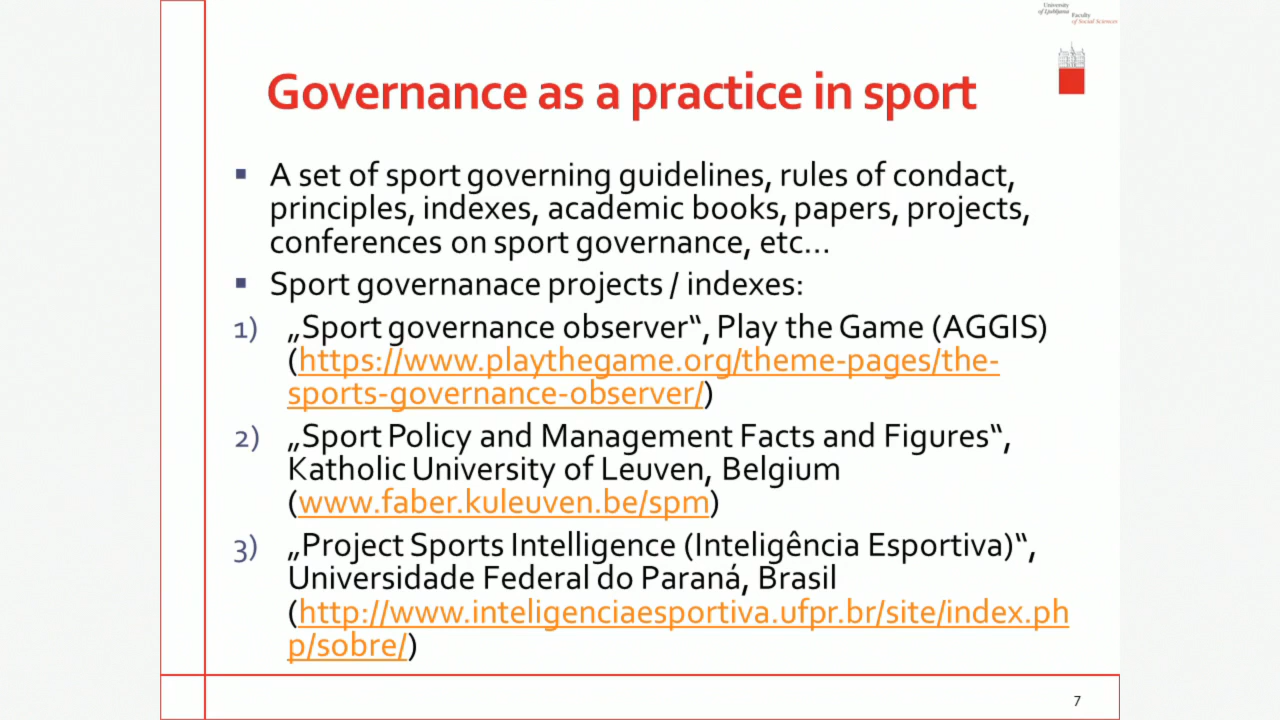 University
of Ljubljana
Faculty
of Social Sciences
Governance as a practice in sport
▪ A set of sport governing guidelines, rules of condact,
principles, indexes, academic books, papers, projects,
conferences on sport governance, etc...
▪ Sport governanace projects / indexes:
1) „Sport governance observer“, Play the Game (AGGIS)
(https://www.playthegame.org/theme-pages/the-
sports-governance-observer/)
2) „Sport Policy and Management Facts and Figures“,
Katholic University of Leuven, Belgium
(www.faber.kuleuven.be/spm)
3) „Project Sports Intelligence (Inteligência Esportiva)“,
Universidade Federal do Paraná, Brasil
(http://www.inteligenciaesportiva.ufpr.br/site/index.ph
p/sobre/)
7